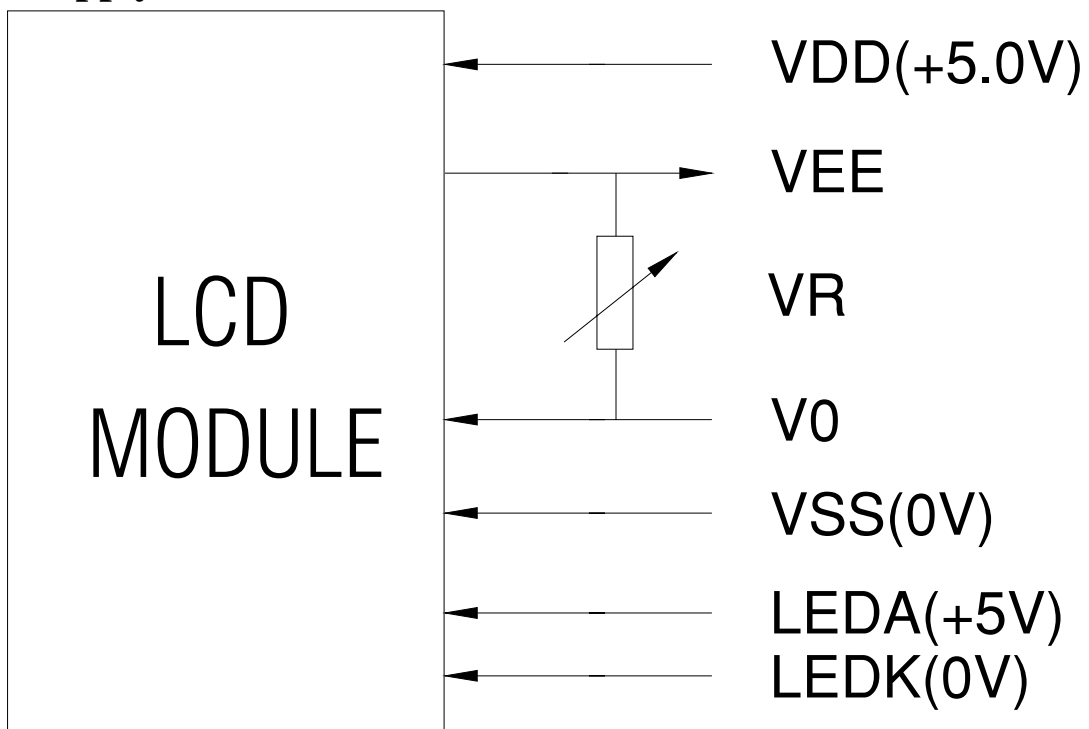 VDD(+5.0V)
VEE
LCD
MODULE
VR
V0
VSS(0V)
LEDA(+5V)
LEDK(0V)